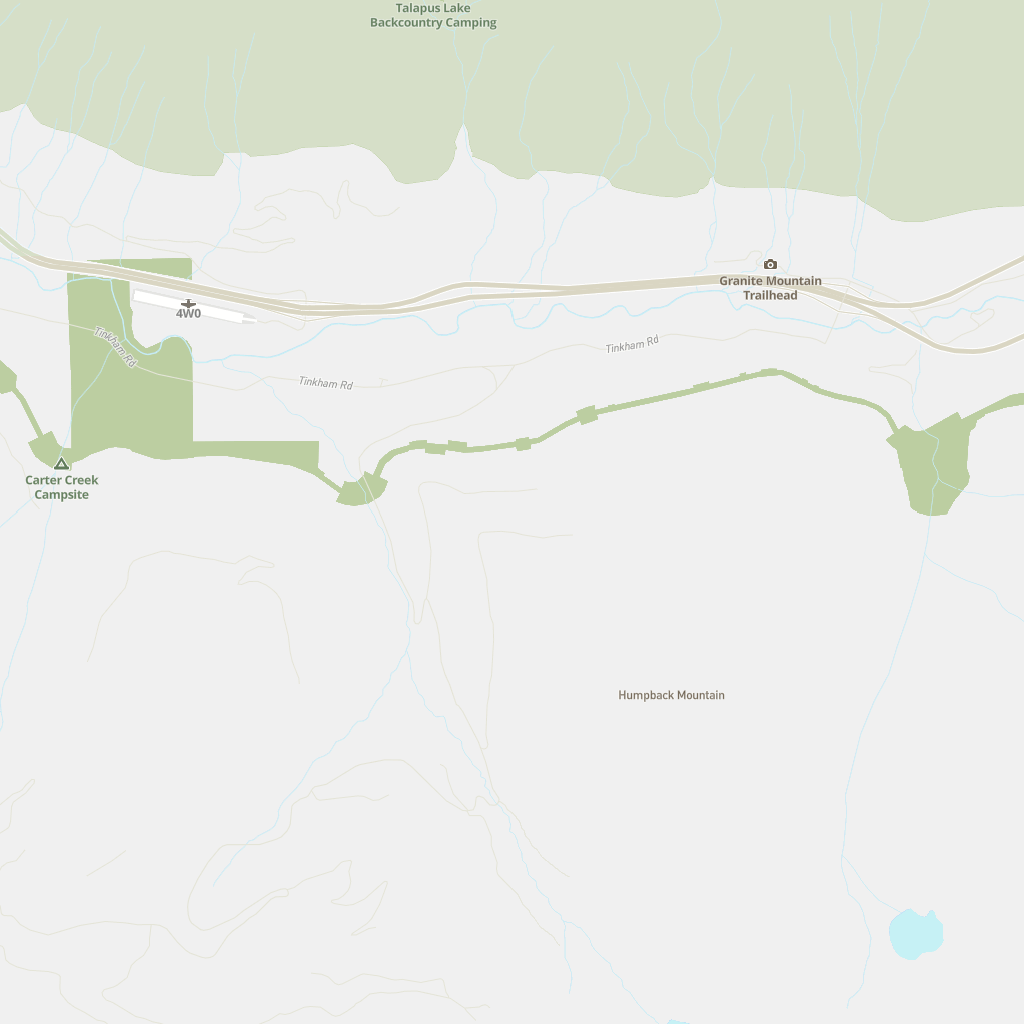 Talapus Lake
Backcountry Camping
Granite Mountain
Trailhead
4W0
Tinkham Rd
Tinkham Rd
Tinkham Rd
Carter Creek
Campsite
Humpback Mountain